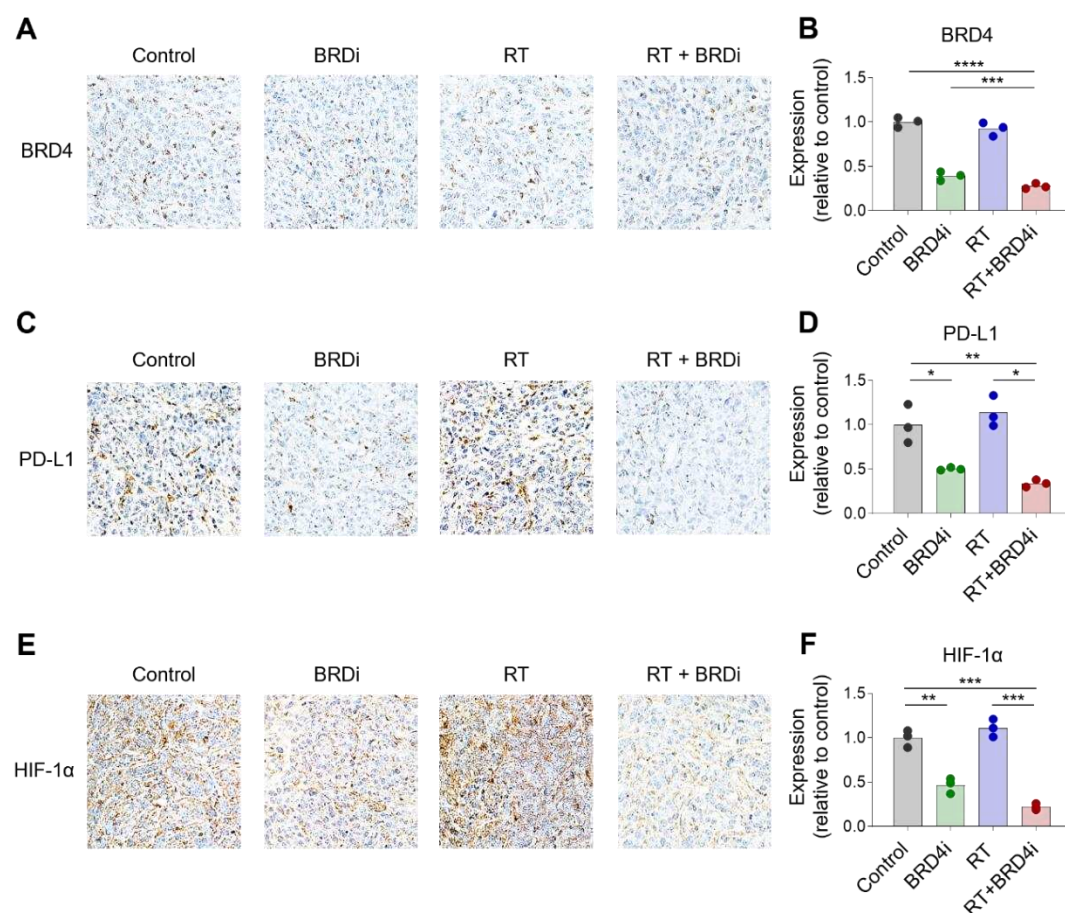 A
Control BRDi RT RT + BRDi
BRD4
B
BRD4
****
***
Expression
(relative to control)
1.5
1.0
0.5
0.0
Control
BRD4i
RT
RT+BRD4i
C
Control BRDi RT RT + BRDi
PD-L1
D
PD-L1
**
* *
Expression
(relative to control)
1.5
1.0
0.5
0.0
Control
BRD4i
RT
RT+BRD4i
E
Control BRDi RT RT + BRDi
HIF-1α
F
HIF-1α
***
** ***
Expression
(relative to control)
1.5
1.0
0.5
0.0
Control
BRD4i
RT
RT+BRD4i